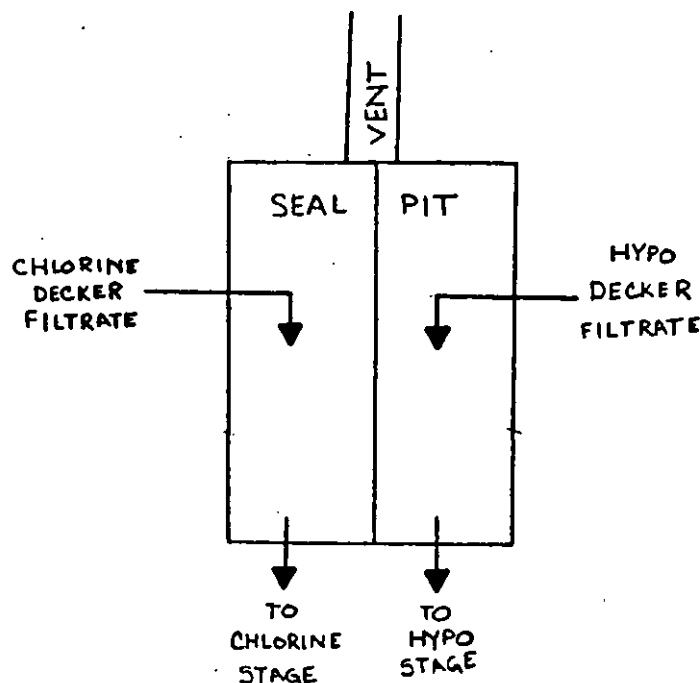 VENT
SEAL PIT
CHLORINE
DECKER
FILTRATE
HYPO
DECKER
FILTRATE
TO
CHLORINE
STAGE
TO
HYPO
STAGE